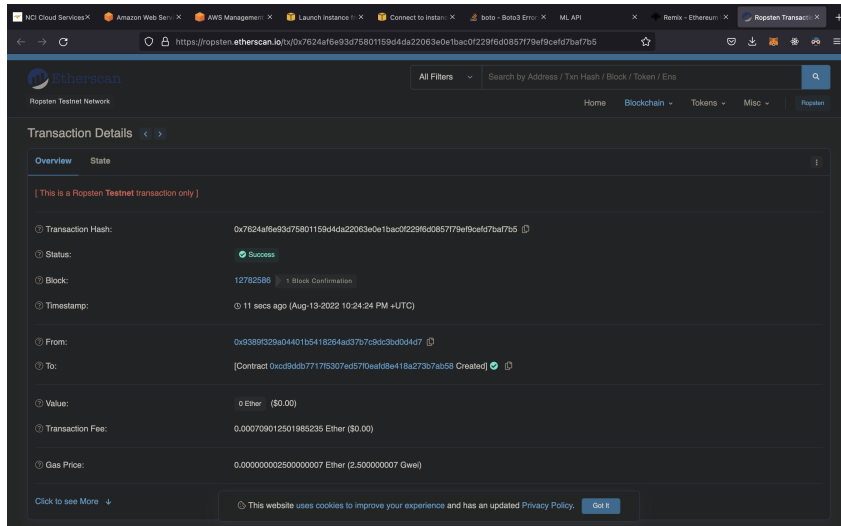 NCI Cloud Services
Amazon Web Serv
AWS Management
Launch instance
Connect to instanc
boto - Boto3 Error
ML API
Remix - Ethereum
Ropsten Transactio
https://ropsten.etherscan.io/tx/0x7624af6e93d75801159d4da22063e0e1bac0f229f6d0857f79ef9cefd7baf7b5
Etherscan
All Filters
Search by Address / Txn Hash / Block / Token / Ens
Ropsten Testnet Network
Home Blockchain Tokens Misc Ropsten
Transaction Details
Overview State
[ This is a Ropsten Testnet transaction only ]
Transaction Hash: 0x7624af6e93d75801159d4da22063e0e1bac0f229f6d0857f79ef9cefd7baf7b5
Status: Success
Block: 12782586 1 Block Confirmation
Timestamp: 11 secs ago (Aug-13-2022 10:24:24 PM +UTC)
From: 0x9389f329a04401b5418264ad37b7c9dc3bd0d4d7
To: [Contract 0xcd9ddb7717f5307ed57f0eafd8e418a273b7ab58 Created]
Value: 0 Ether ($0.00)
Transaction Fee: 0.000709012501985235 Ether ($0.00)
Gas Price: 0.000000002500000007 Ether (2.500000007 Gwei)
Click to see More
This website uses cookies to improve your experience and has an updated Privacy Policy. Got It